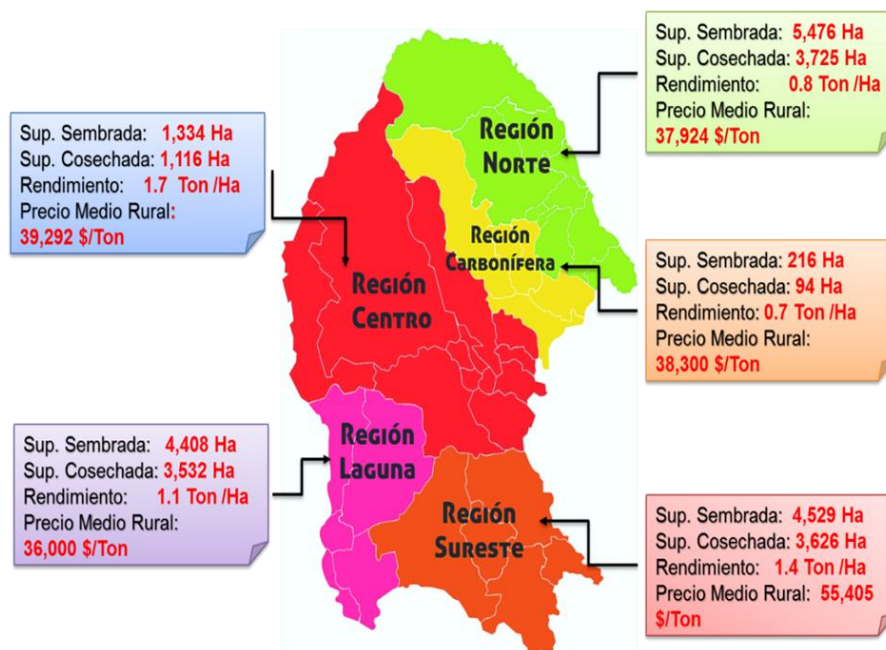 Sup. Sembrada: 5,476 Ha
Sup. Cosechada: 3,725 Ha
Rendimiento: 0.8 Ton /Ha
Precio Medio Rural:
37,924 $/Ton
Sup. Sembrada: 1,334 Ha
Sup. Cosechada: 1,116 Ha
Rendimiento: 1.7 Ton /Ha
Precio Medio Rural:
39,292 $/Ton
Región
Norte
Región
Carbonífera
Sup. Sembrada: 216 Ha
Sup. Cosechada: 94 Ha
Rendimiento: 0.7 Ton /Ha
Precio Medio Rural:
38,300 $/Ton
Región
Centro
Sup. Sembrada: 4,408 Ha
Sup. Cosechada: 3,532 Ha
Rendimiento: 1.1 Ton /Ha
Precio Medio Rural:
36,000 $/Ton
Región
Laguna
Región
Sureste
Sup. Sembrada: 4,529 Ha
Sup. Cosechada: 3,626 Ha
Rendimiento: 1.4 Ton /Ha
Precio Medio Rural: 55,405
$/Ton